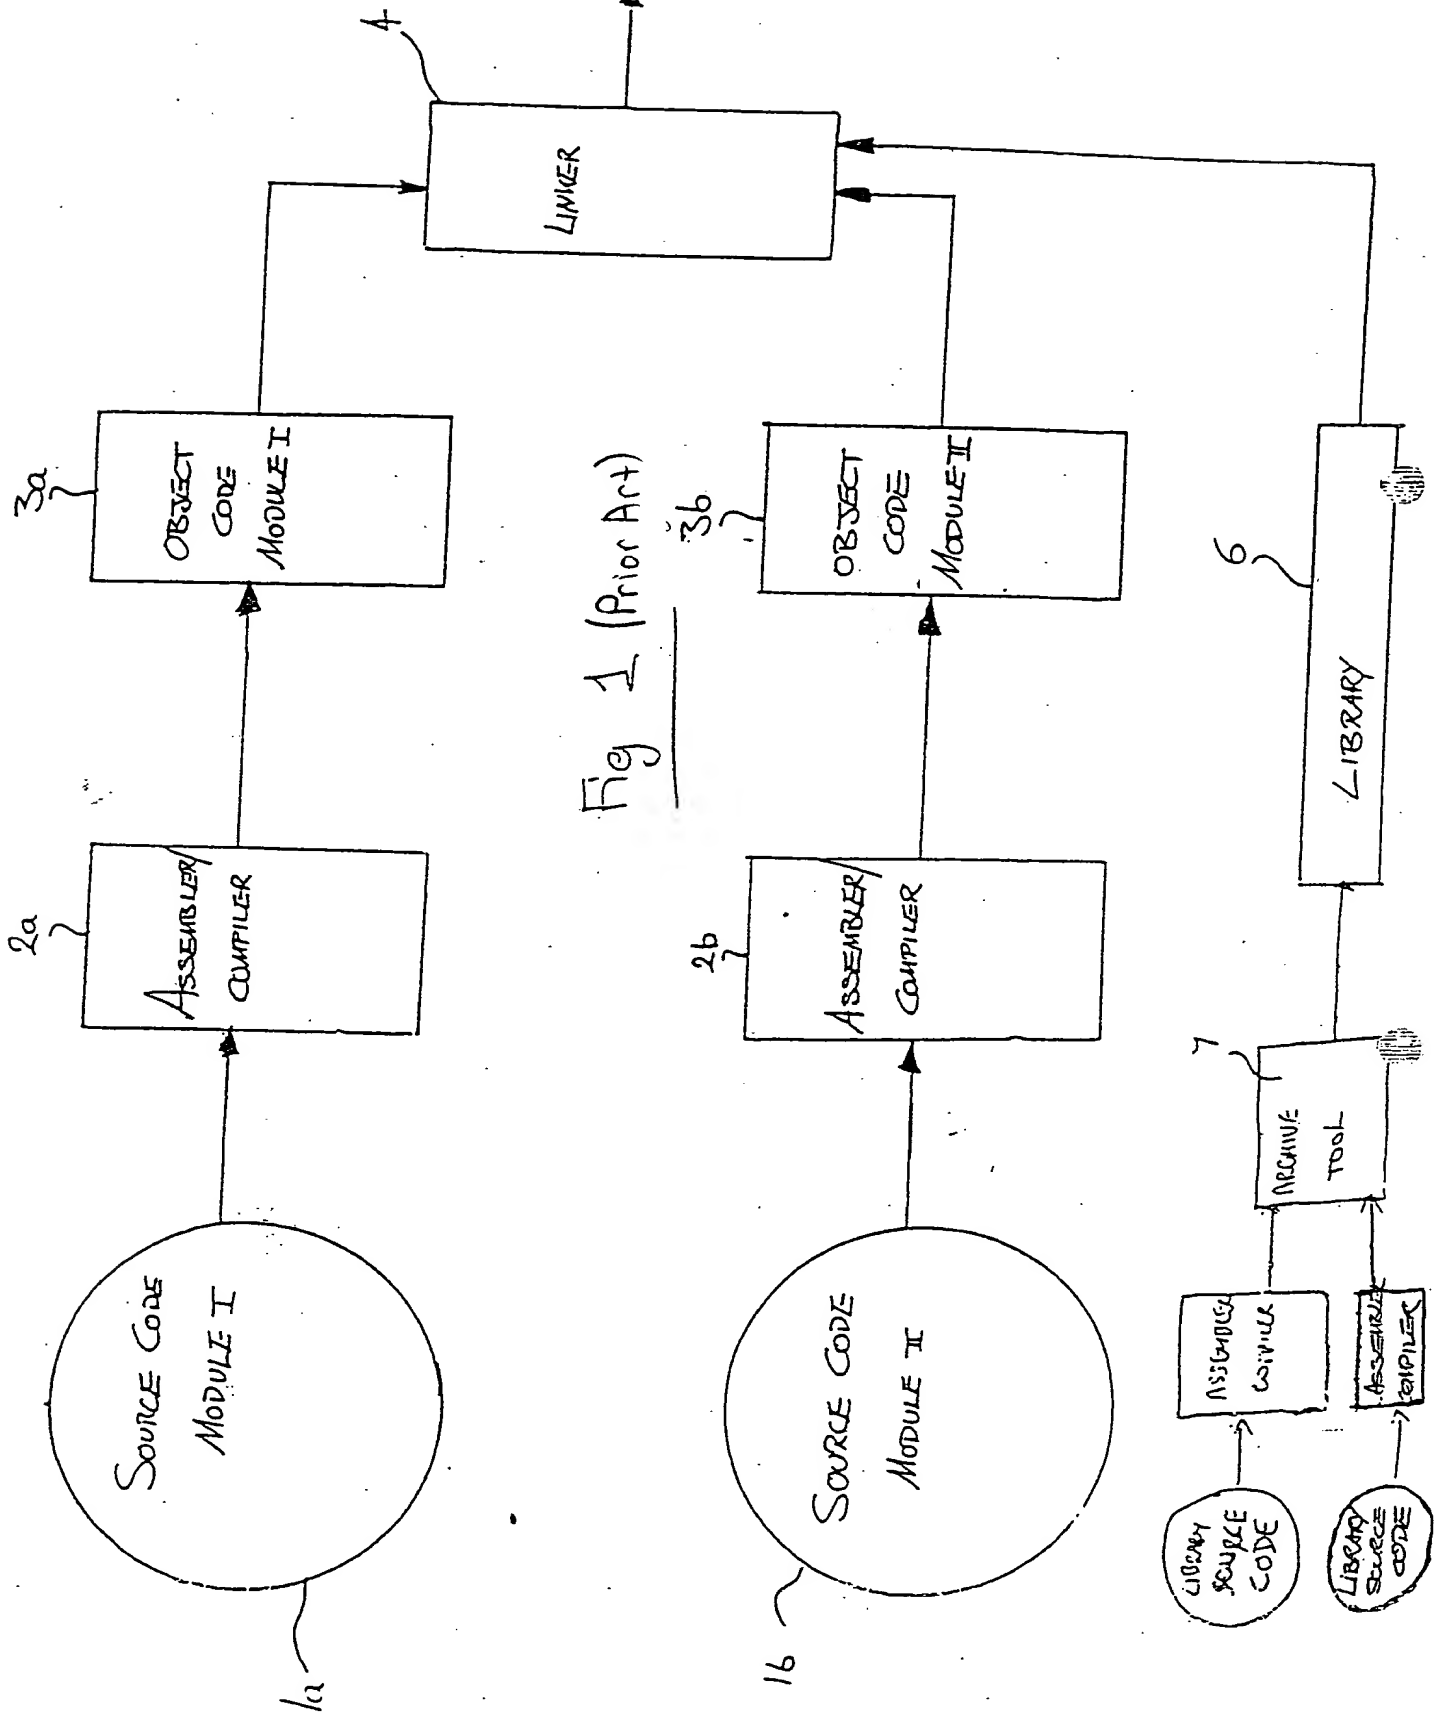 1a
SOURCE CODE
MODULE I
2a
ASSEMBLER/
COMPILER
3a
OBJECT
CODE
MODULE I
4
LINKER
Fig 1 (Prior Art)
1b
SOURCE CODE
MODULE II
2b
ASSEMBLER/
COMPILER
3b
OBJECT
CODE
MODULE II
LIBRARY
SOURCE
CODE
ASSEMBLER
COMPILER
LIBRARY
SOURCE
CODE
ASSEMBLER
COMPILER
7
ARCHIVE
TOOL
6
LIBRARY